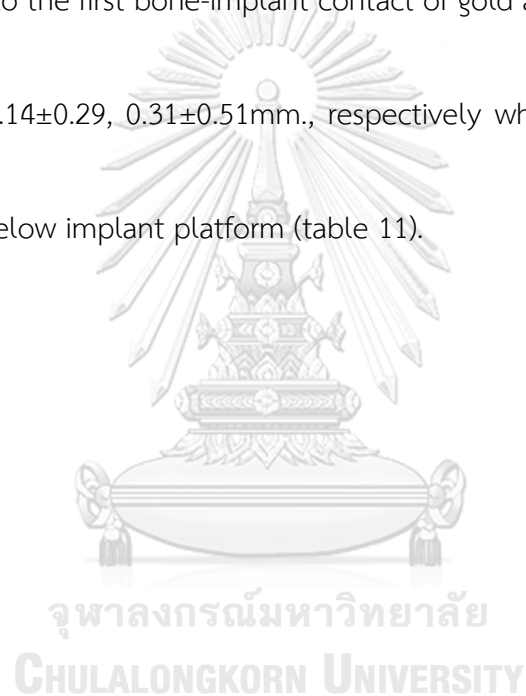 to the first bone-implant contact of gold
.14±0.29, 0.31±0.51mm., respectively
below implant platform (table 11).
จุฬาลงกรณ์มหาวิทยาลัย
CHULALONGKORN UNIVERSITY